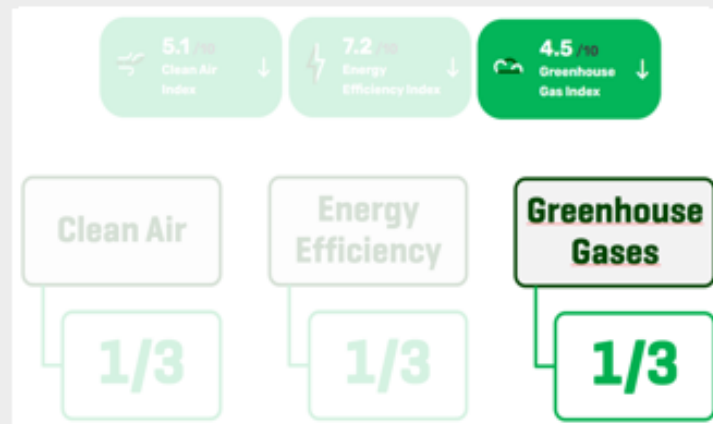 5.1 /10
Clean Air
Index
7.2 /10
Energy
Efficiency Index
4.5 /10
Greenhouse
Gas Index
Clean Air
Energy
Efficiency
Greenhouse
Gases
1/3
1/3
1/3